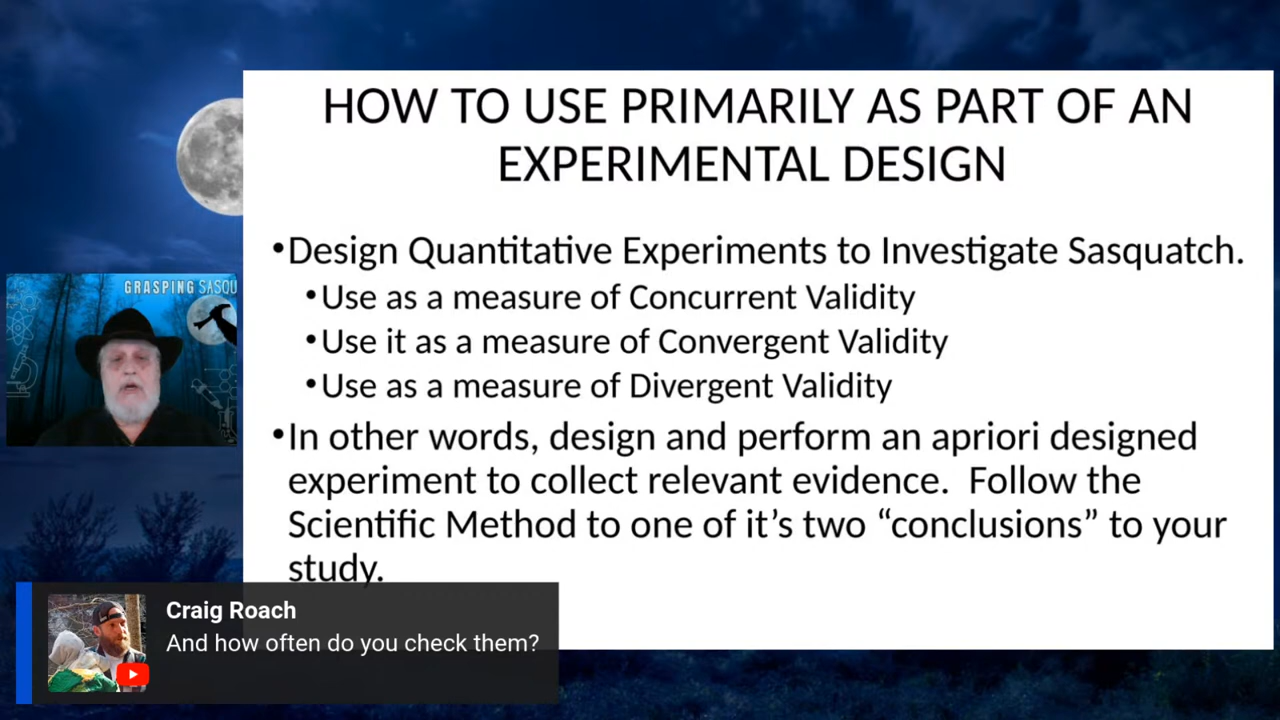 HOW TO USE PRIMARILY AS PART OF AN
EXPERIMENTAL DESIGN
•Design Quantitative Experiments to Investigate Sasquatch.
•Use as a measure of Concurrent Validity
•Use it as a measure of Convergent Validity
•Use as a measure of Divergent Validity
•In other words, design and perform an apriori designed
experiment to collect relevant evidence.  Follow the
Scientific Method to one of it’s two “conclusions” to your
study.
GRASPING SASQU
Craig Roach
And how often do you check them?